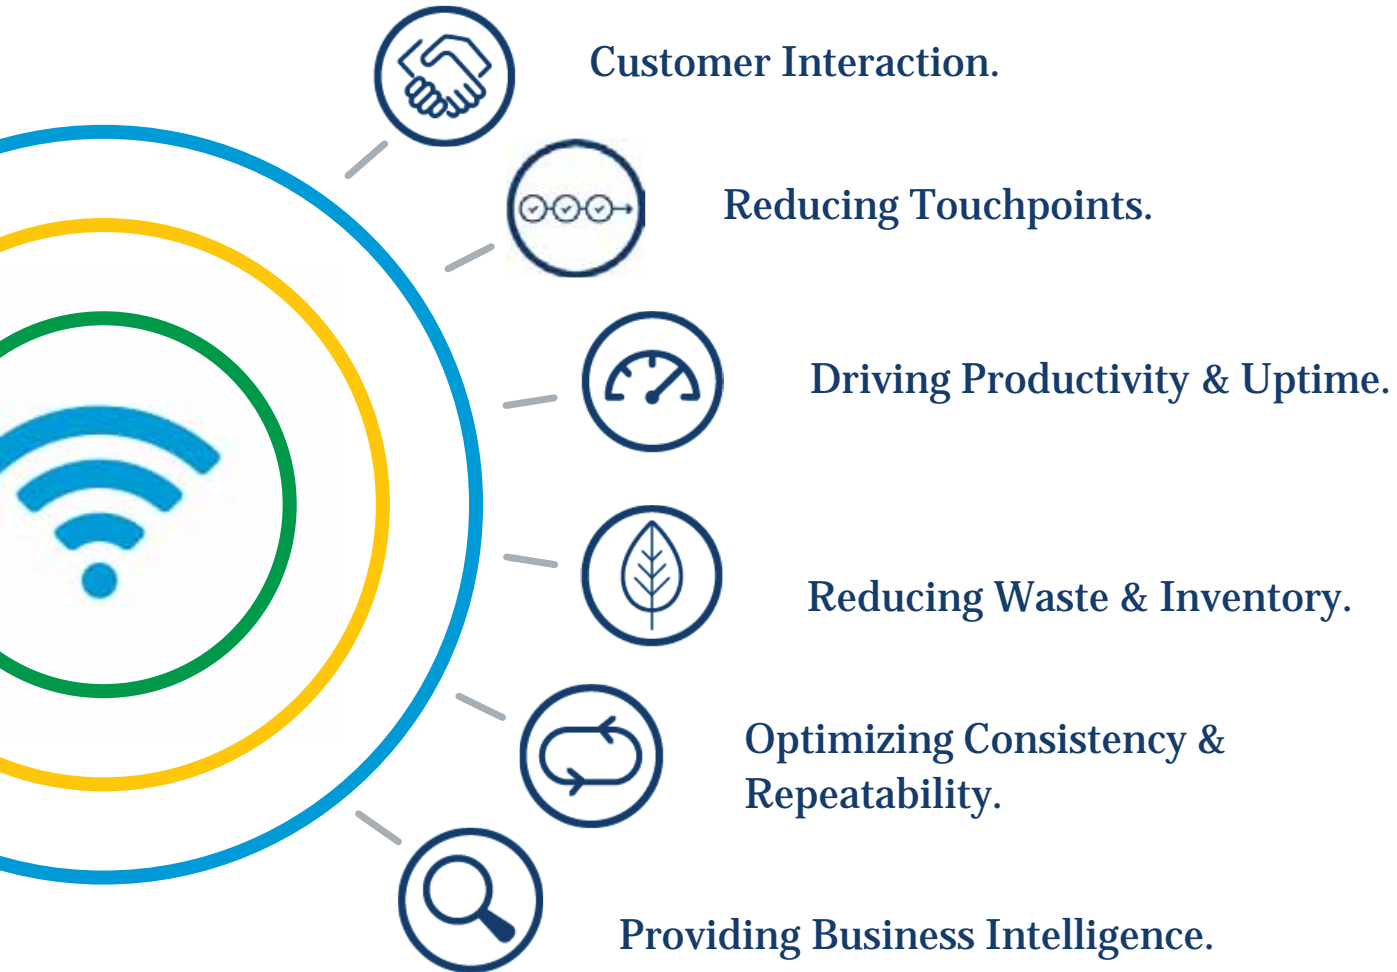 Customer Interaction.
Reducing Touchpoints.
Driving Productivity & Uptime.
Reducing Waste & Inventory.
Optimizing Consistency &
Repeatability.
Providing Business Intelligence.